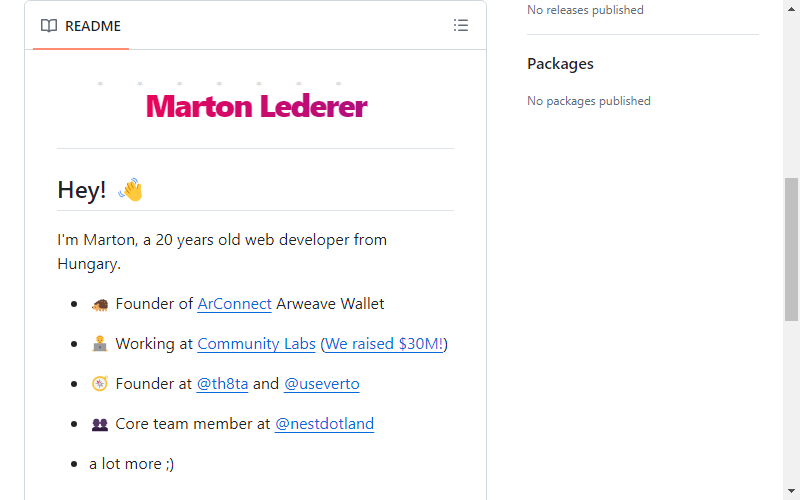 README
No releases published
Packages
No packages published
Marton Lederer
Hey! 👋
I'm Marton, a 20 years old web developer from
Hungary.
🦔 Founder of ArConnect Arweave Wallet
👨🏼‍💻 Working at Community Labs (We raised $30M!)
🧭 Founder at @th8ta and @useverto
👥 Core team member at @nestdotland
a lot more ;)